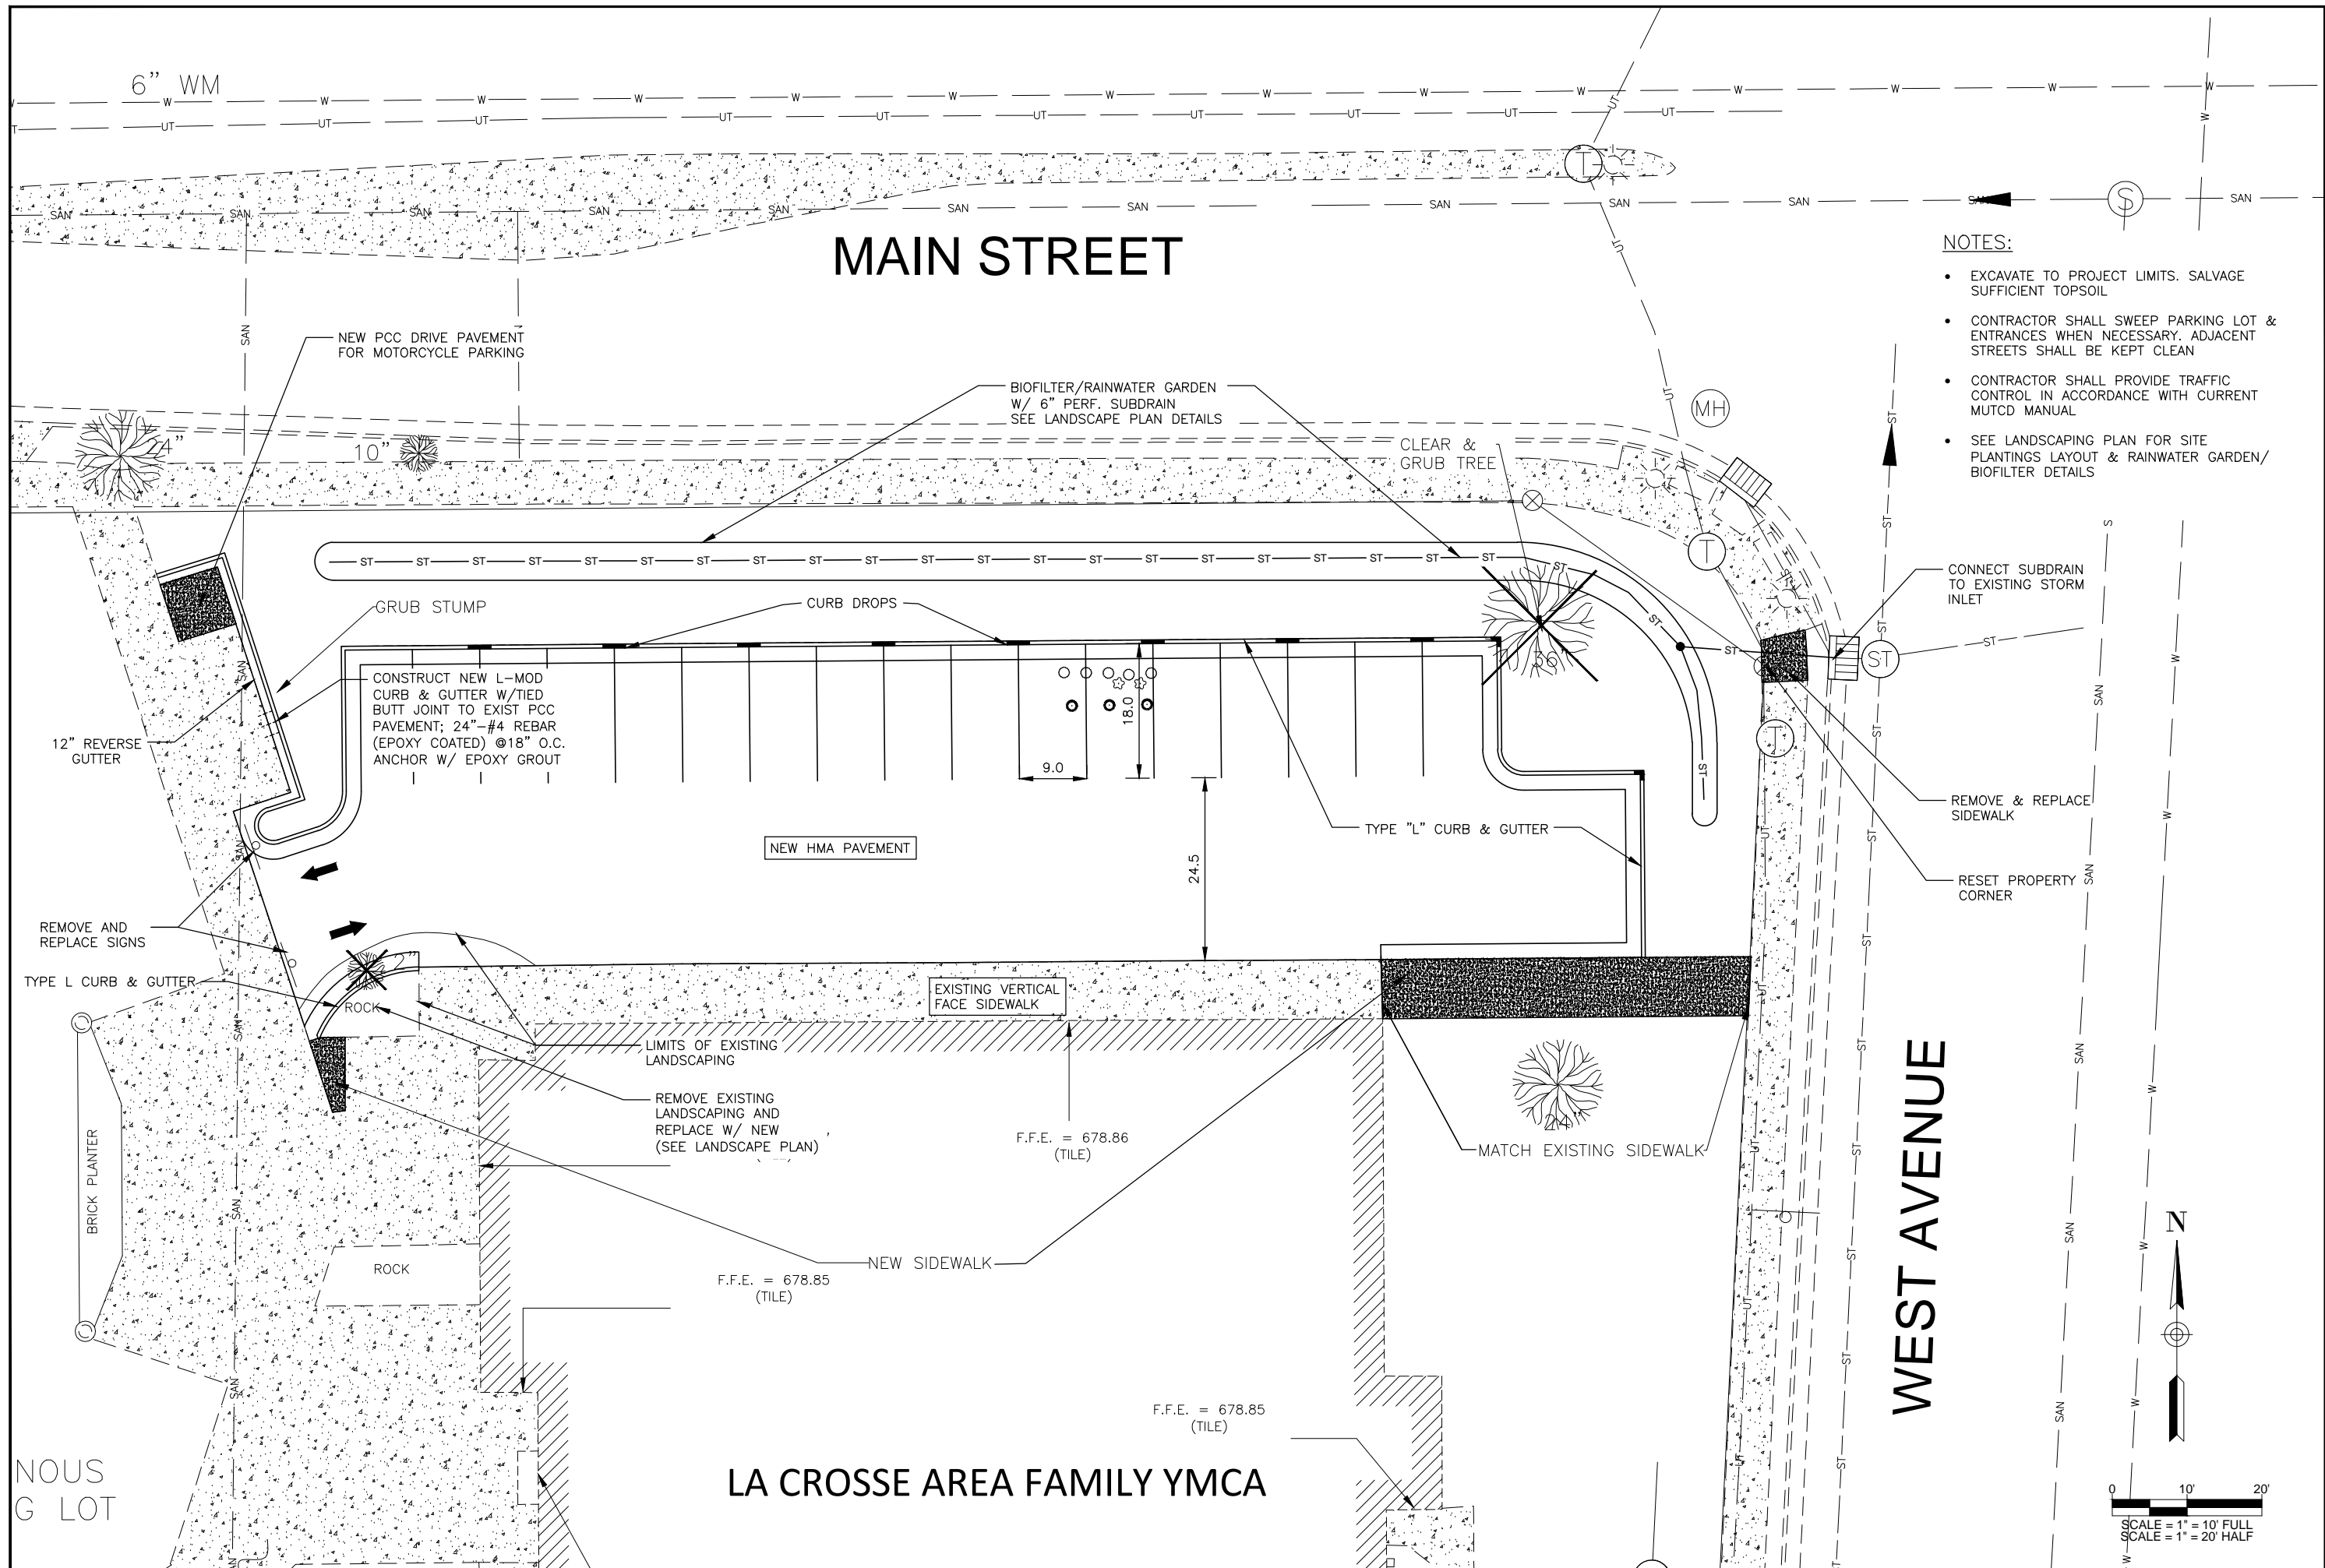 6" WM
MAIN STREET
NOTES:
• EXCAVATE TO PROJECT LIMITS. SALVAGE
SUFFICIENT TOPSOIL
• CONTRACTOR SHALL SWEEP PARKING LOT &
ENTRANCES WHEN NECESSARY. ADJACENT
STREETS SHALL BE KEPT CLEAN
• CONTRACTOR SHALL PROVIDE TRAFFIC
CONTROL IN ACCORDANCE WITH CURRENT
MUTCD MANUAL
• SEE LANDSCAPING PLAN FOR SITE
PLANTINGS LAYOUT & RAINWATER GARDEN/
BIOFILTER DETAILS
NEW PCC DRIVE PAVEMENT
FOR MOTORCYCLE PARKING
BIOFILTER/RAINWATER GARDEN
W/ 6" PERF. SUBDRAIN
SEE LANDSCAPE PLAN DETAILS
MH
S
T
10"
CLEAR &
GRUB TREE
CONNECT SUBDRAIN
TO EXISTING STORM
INLET
GRUB STUMP
CURB DROPS
36"
ST
CONSTRUCT NEW L-MOD
CURB & GUTTER W/TIED
BUTT JOINT TO EXIST PCC
PAVEMENT; 24"-#4 REBAR
(EPOXY COATED) @18" O.C.
ANCHOR W/ EPOXY GROUT
12" REVERSE
GUTTER
18.0
9.0
24.5
REMOVE & REPLACE
SIDEWALK
TYPE "L" CURB & GUTTER
NEW HMA PAVEMENT
RESET PROPERTY
CORNER
REMOVE AND
REPLACE SIGNS
TYPE L CURB & GUTTER
ROCK
EXISTING VERTICAL
FACE SIDEWALK
LIMITS OF EXISTING
LANDSCAPING
REMOVE EXISTING
LANDSCAPING AND
REPLACE W/ NEW
(SEE LANDSCAPE PLAN)
F.F.E. = 678.86
(TILE)
24"
MATCH EXISTING SIDEWALK
BRICK PLANTER
WEST AVENUE
NEW SIDEWALK
ROCK
F.F.E. = 678.85
(TILE)
N
F.F.E. = 678.85
(TILE)
NOUS
G LOT
LA CROSSE AREA FAMILY YMCA
0 10' 20'
SCALE = 1" = 10' FULL
SCALE = 1" = 20' HALF